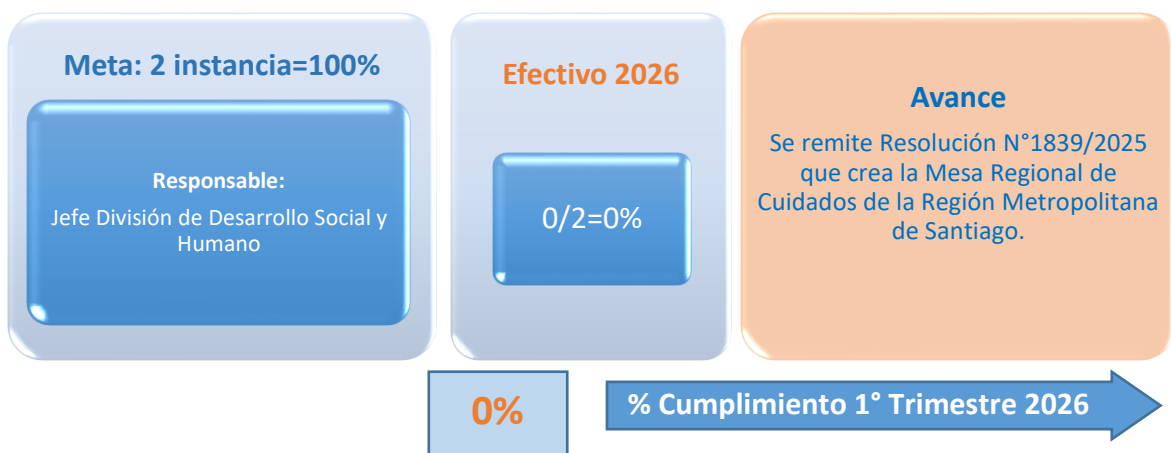 Meta: 2 instancia=100%
Responsable:
Jefe División de Desarrollo Social y
Humano
Efectivo 2026
0/2=0%
Avance
Se remite Resolución N°1839/2025
que crea la Mesa Regional de
Cuidados de la Región Metropolitana
de Santiago.
0%
% Cumplimiento 1° Trimestre 2026